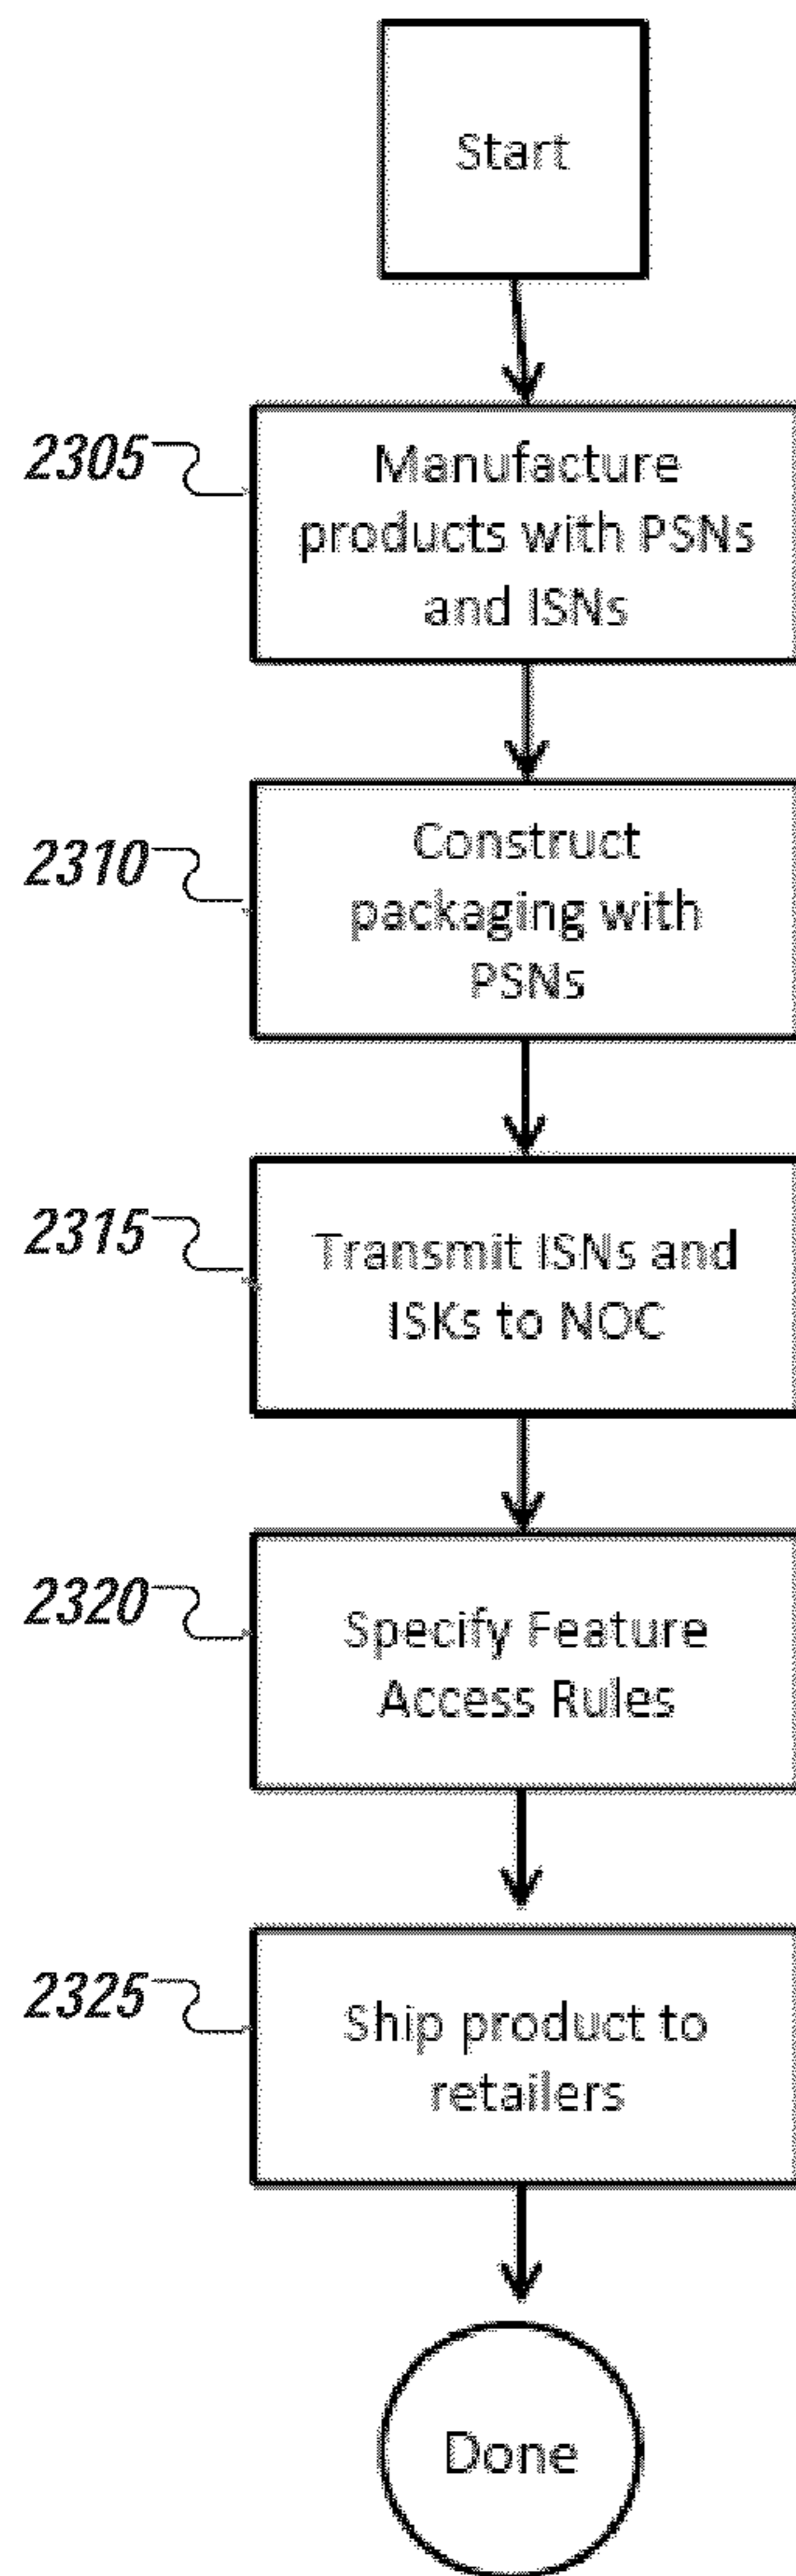 Start
2305
Manufacture
products with PSNs
and ISNs
2310
Construct
packaging with
PSNs
2315
Transmit ISNs and
ISKs to NOC
2320
Specify Feature
Access Rules
2325
Ship product to
retailers
Done